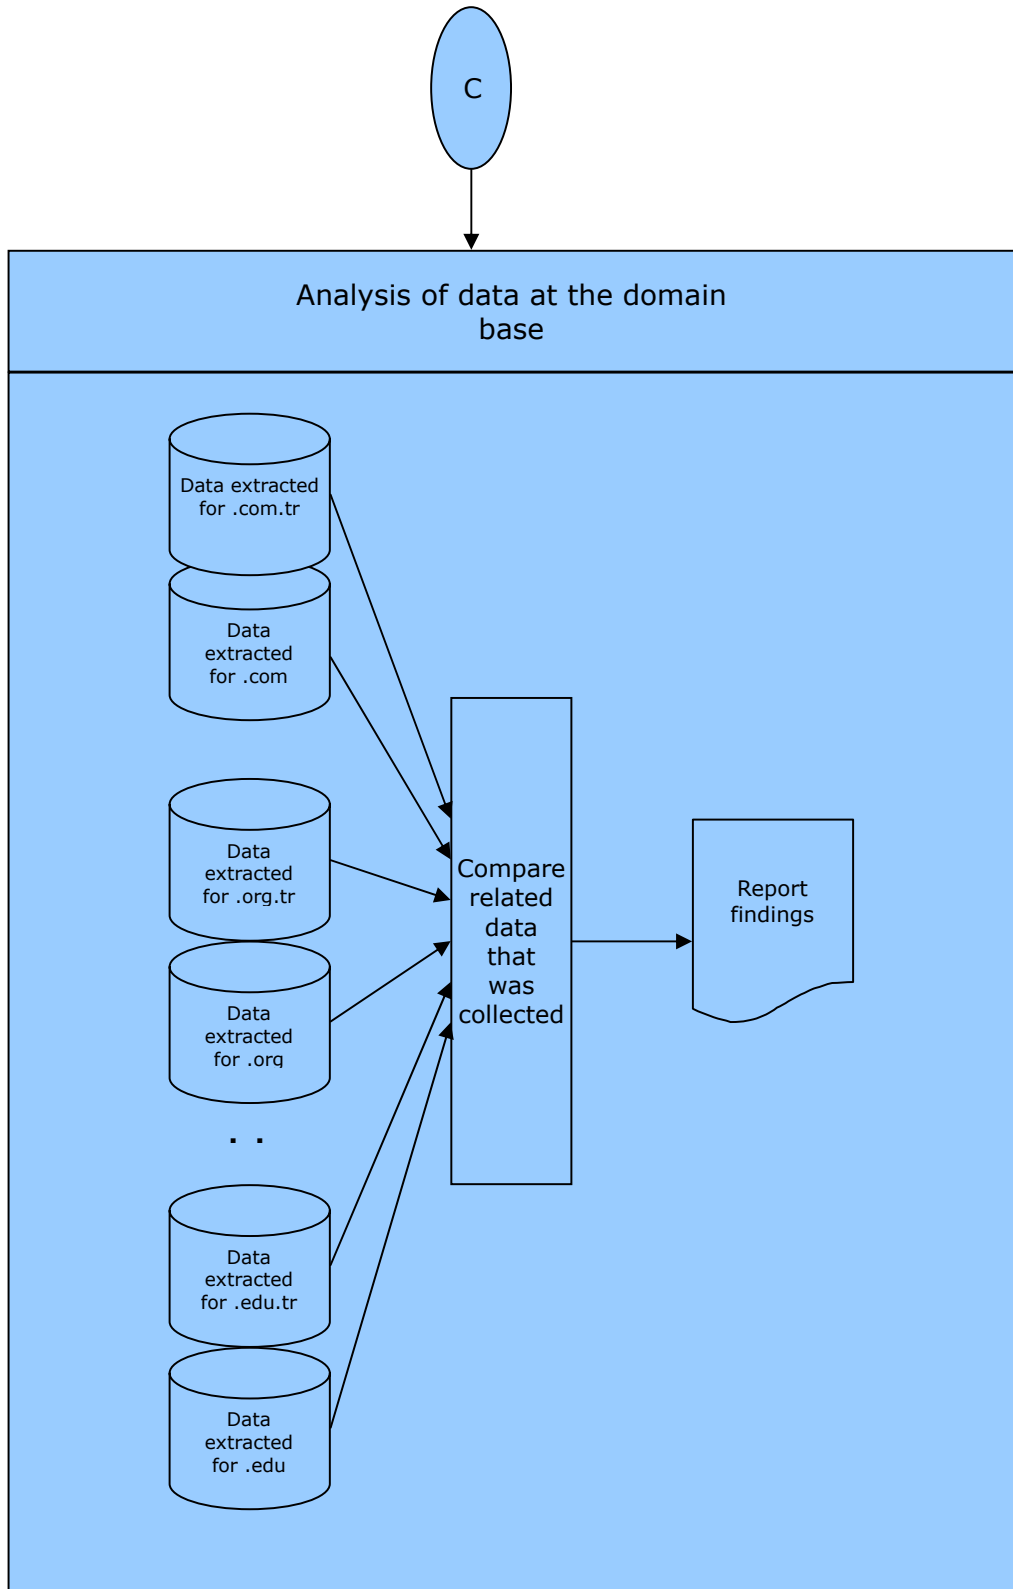 C
Analysis of data at the domain
base
Data extracted
for .com.tr
Data
extracted
for .com
Data
extracted
for .org.tr
Data
extracted
for .org
. .
Data
extracted
for .edu.tr
Data
extracted
for .edu
Compare
related
data
that
was
collected
Report
findings